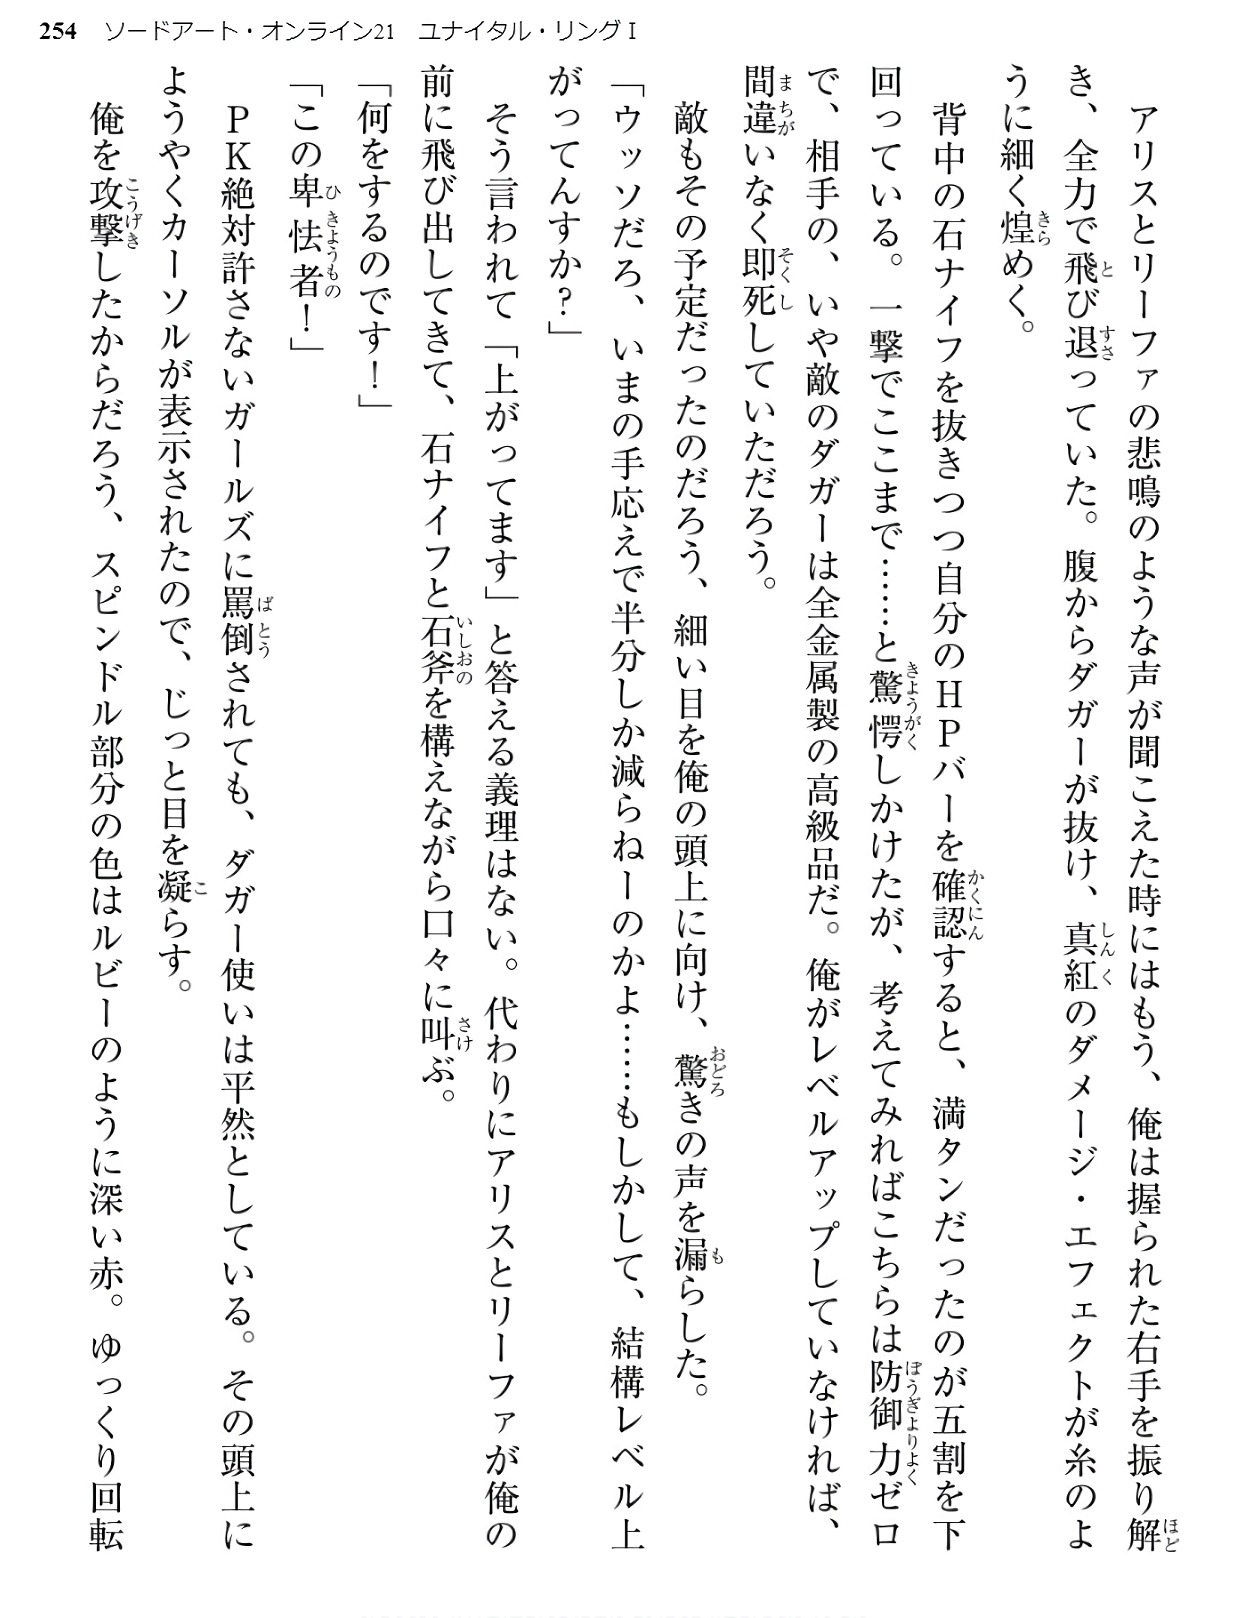 254 ソードアート・オンライン21　ユナイタル・リングⅠ
　アリスとリーファの悲鳴のような声が聞こえた時にはもう、俺は握られた右手を振り解
き、全力で飛び退っていた。腹からダガーが抜け、真紅のダメージ・エフェクトが糸のよ
うに細く煌めく。
　背中の石ナイフを抜きつつ自分のＨＰバーを確認すると、満タンだったのが五割を下
回っている。一撃でここまで……と驚愕しかけたが、考えてみればこちらは防御力ゼロ
で、相手の、いや敵のダガーは全金属製の高級品だ。俺がレベルアップしていなければ、
間違いなく即死していただろう。
　敵もその予定だったのだろう、細い目を俺の頭上に向け、驚きの声を漏らした。
「ウッソだろ、いまの手応えで半分しか減らねーのかよ……もしかして、結構レベル上
がってんすか？」
　そう言われて「上がってます」と答える義理はない。代わりにアリスとリーファが俺の
前に飛び出してきて、石ナイフと石斧を構えながら口々に叫ぶ。
「何をするのです！」
「この卑怯者！」
　ＰＫ絶対許さないガールズに罵倒されても、ダガー使いは平然としている。その頭上に
ようやくカーソルが表示されたので、じっと目を凝らす。
　俺を攻撃したからだろう、スピンドル部分の色はルビーのように深い赤。ゆっくり回転